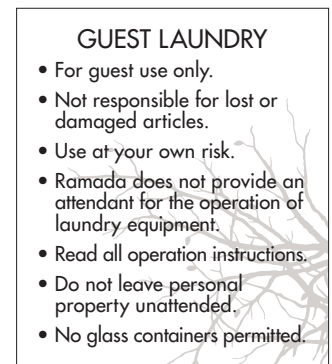 GUEST LAUNDRY
• For guest use only.
• Not responsible for lost or
damaged articles.
• Use at your own risk.
• Ramada does not provide an
attendant for the operation of
laundry equipment.
• Read all operation instructions.
• Do not leave personal
property unattended.
• No glass containers permitted.